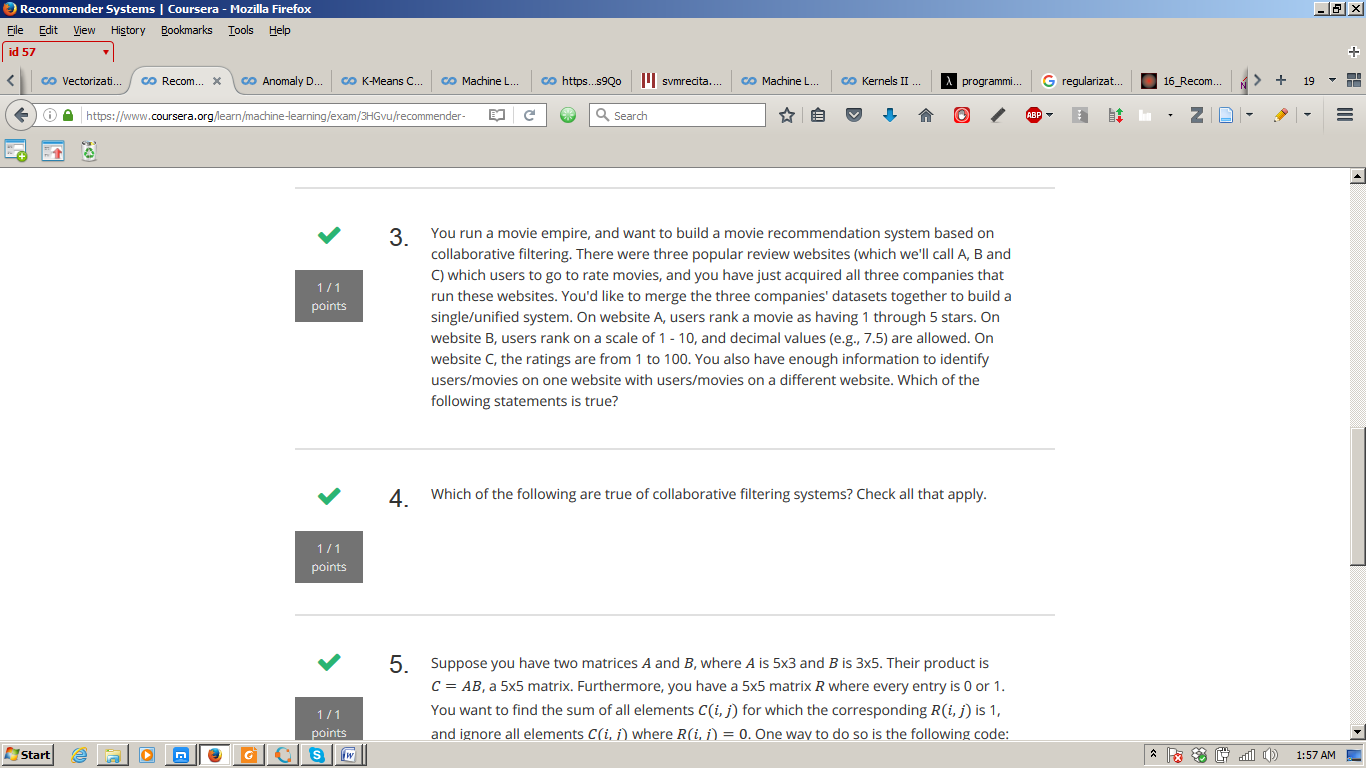 Recommender Systems | Coursera - Mozilla Firefox
File Edit View History Bookmarks Tools Help
id 57
Vectorizati... Recom... Anomaly D... K-Means C... Machine L... https...s9Qo svmrecita.... Machine L... Kernels II ... programmi... regularizat... 16_Recom... 19
https://www.coursera.org/learn/machine-learning/exam/3HGvu/recommender- Search ABP
3. You run a movie empire, and want to build a movie recommendation system based on
collaborative filtering. There were three popular review websites (which we'll call A, B and
1 / 1 C) which users to go to rate movies, and you have just acquired all three companies that
points run these websites. You'd like to merge the three companies' datasets together to build a
single/unified system. On website A, users rank a movie as having 1 through 5 stars. On
website B, users rank on a scale of 1 - 10, and decimal values (e.g., 7.5) are allowed. On
website C, the ratings are from 1 to 100. You also have enough information to identify
users/movies on one website with users/movies on a different website. Which of the
following statements is true?
4. Which of the following are true of collaborative filtering systems? Check all that apply.
1 / 1
points
5. Suppose you have two matrices A and B, where A is 5x3 and B is 3x5. Their product is
C = AB, a 5x5 matrix. Furthermore, you have a 5x5 matrix R where every entry is 0 or 1.
1 / 1 You want to find the sum of all elements C(i, j) for which the corresponding R(i, j) is 1,
points and ignore all elements C(i, j) where R(i, j) = 0. One way to do so is the following code:
Start 1:57 AM